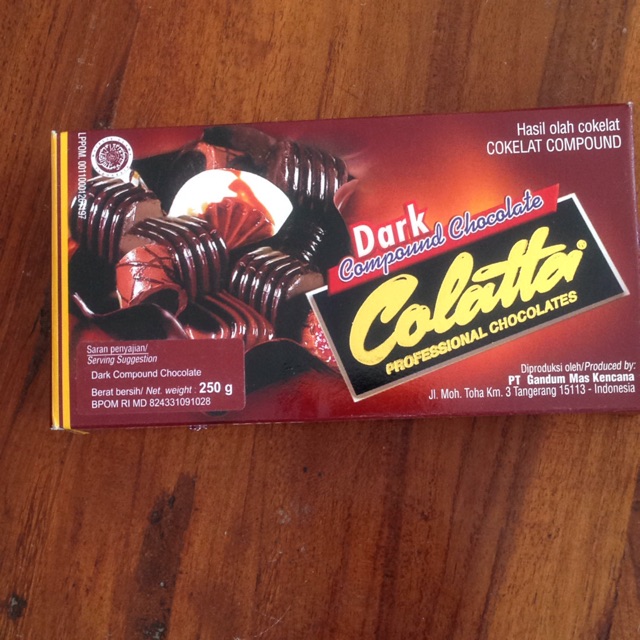 Hasil olah cokelat
COKELAT COMPOUND
Dark
Compound Chocolate
Colatta
PROFESSIONAL CHOCOLATES
Saran penyajian/
Serving Suggestion
Dark Compound Chocolate
Berat bersih/ Net. weight : 250 g
BPOM RI MD 824331091028
Diproduksi oleh/Produced by:
PT Gandum Mas Kencana
Jl. Moh. Toha Km. 3 Tangerang 15113 - Indonesia